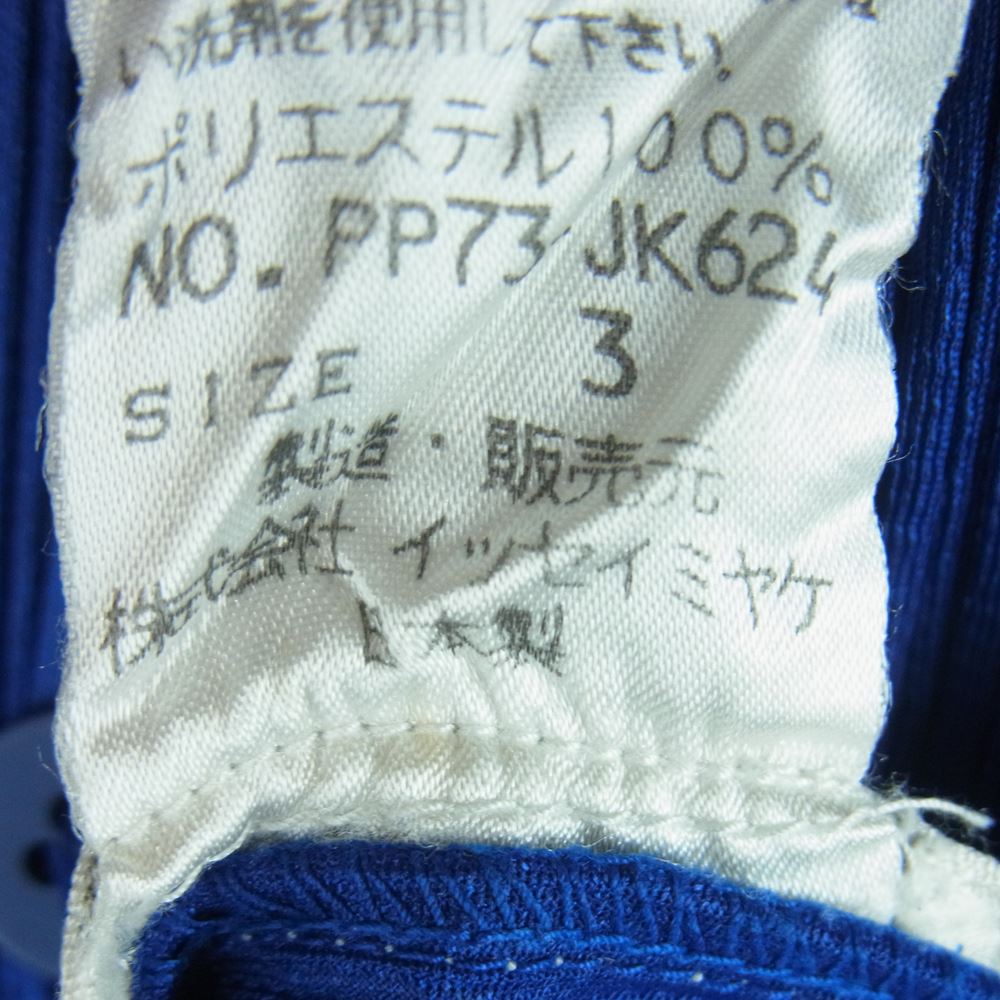 い洗剤を使用して下さい。
ポリエステル100%
NO. PP73-JK624
SIZE 3
製造・販売元
株式会社 イッセイミヤケ
日本製